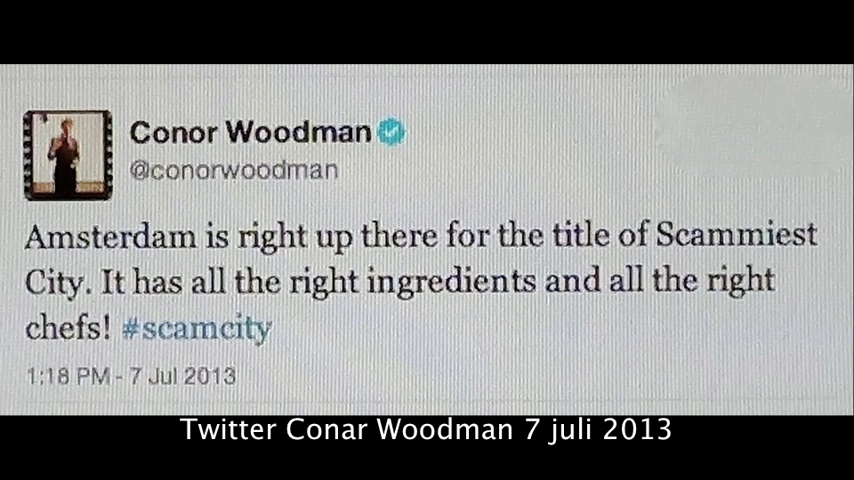 Conor Woodman
@conorwoodman
Amsterdam is right up there for the title of Scammiest
City. It has all the right ingredients and all the right
chefs! #scamcity
1:18 PM - 7 Jul 2013
Twitter Conar Woodman 7 juli 2013